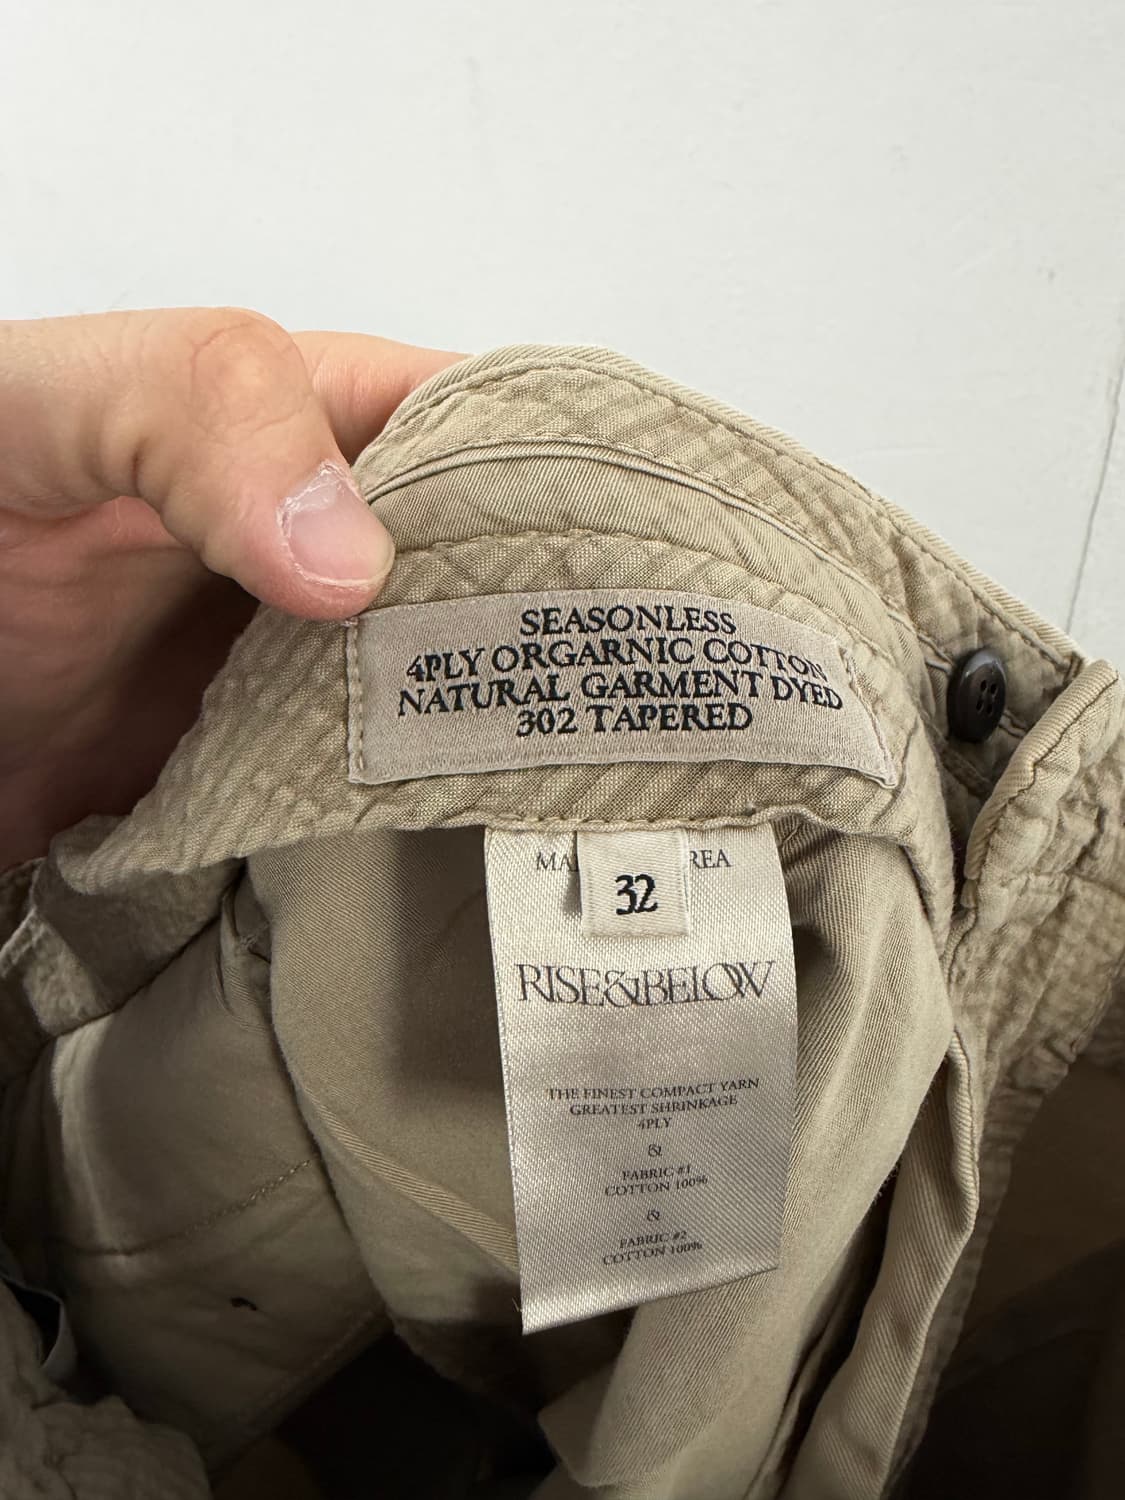 SEASONLESS
4PLY ORGARNIC COTTON
NATURAL GARMENT DYED
302 TAPERED
32
RISE&BELOW
THE FINEST COMPACT YARN
GREATEST SHRINKAGE
4PLY
&
FABRIC #1
COTTON 100%
&
FABRIC #2
COTTON 100%